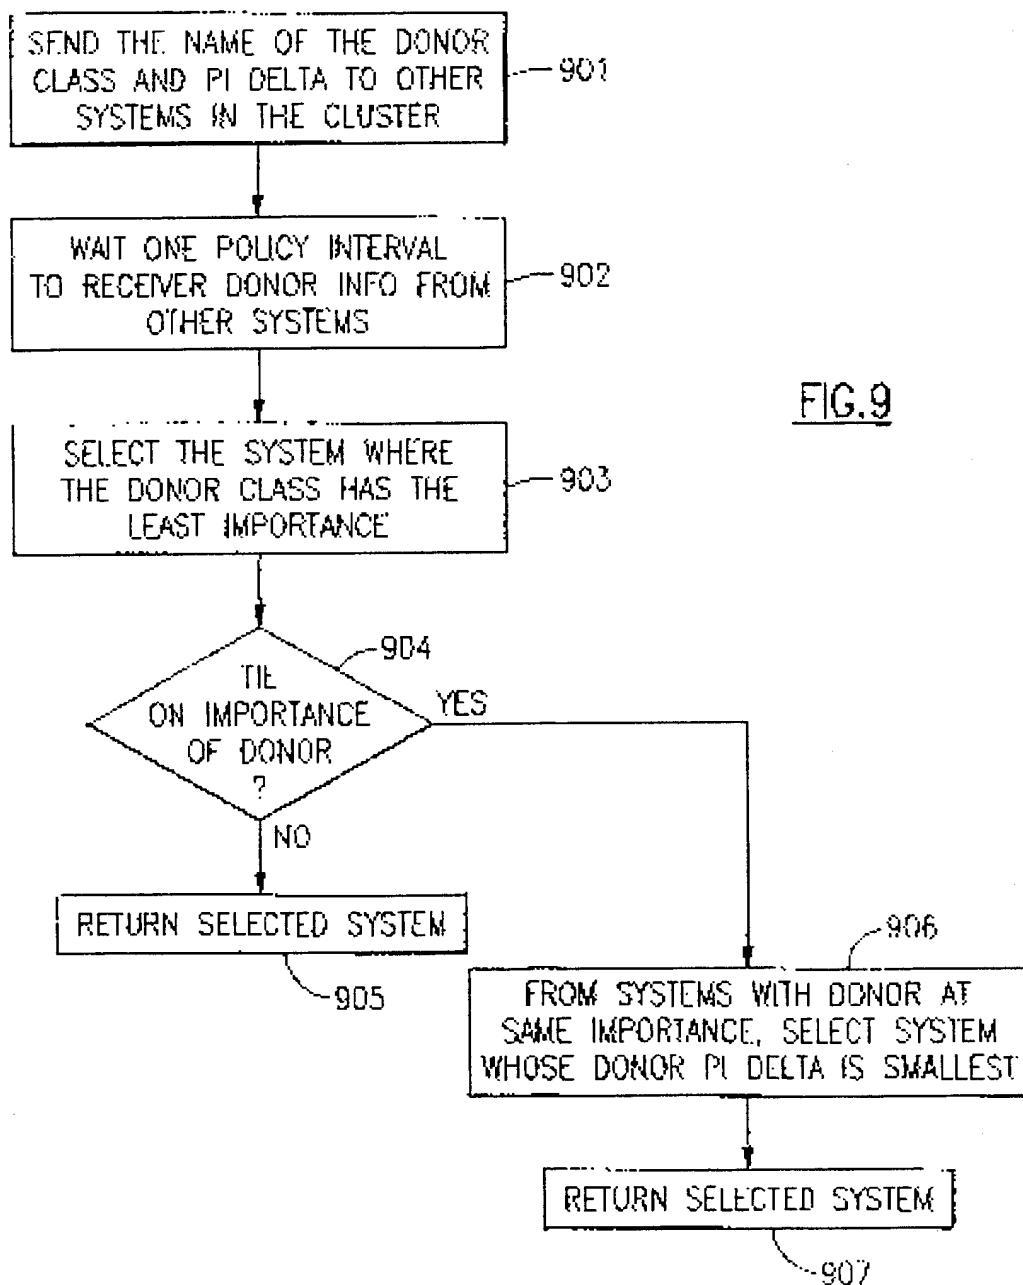 SEND THE NAME OF THE DONOR
CLASS AND PI DELTA TO OTHER
SYSTEMS IN THE CLUSTER
901
WAIT ONE POLICY INTERVAL
TO RECEIVER DONOR INFO FROM
OTHER SYSTEMS
902
FIG.9
SELECT THE SYSTEM WHERE
THE DONOR CLASS HAS THE
LEAST IMPORTANCE
903
904
TIE
ON IMPORTANCE
OF DONOR
?
YES
NO
RETURN SELECTED SYSTEM
905
906
FROM SYSTEMS WITH DONOR AT
SAME IMPORTANCE, SELECT SYSTEM
WHOSE DONOR PI DELTA IS SMALLEST
RETURN SELECTED SYSTEM
907